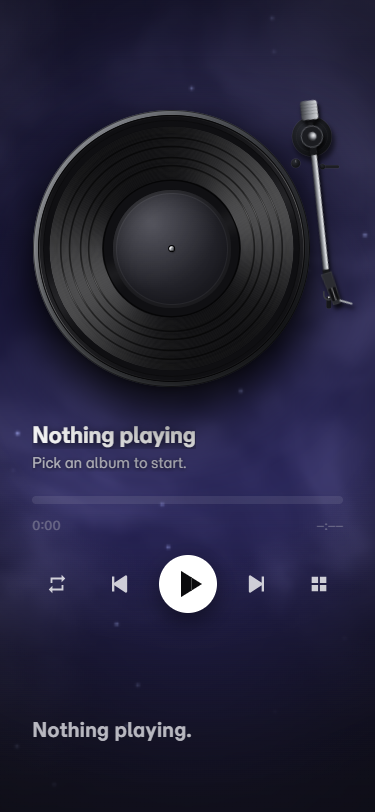 Nothing playing
Pick an album to start.
0:00
–:––
Nothing playing.